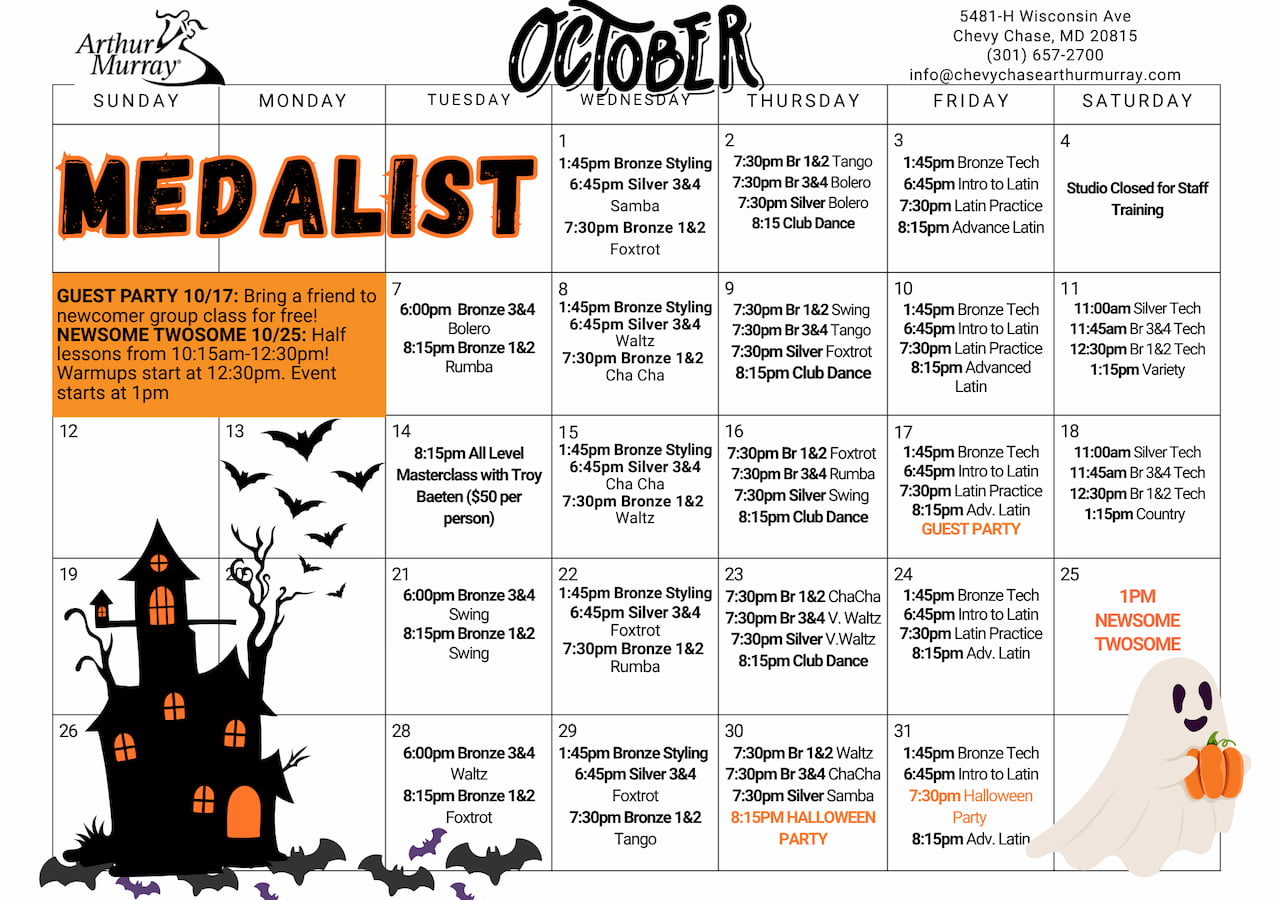 Arthur
Murray®
OCTOBER
5481-H Wisconsin Ave
Chevy Chase, MD 20815
(301) 657-2700
info@chevychasearthurmurray.com
SUNDAY MONDAY TUESDAY WEDNESDAY THURSDAY FRIDAY SATURDAY
MEDALIST
1
1:45pm Bronze Styling
6:45pm Silver 3&4
Samba
7:30pm Bronze 1&2
Foxtrot
2
7:30pm Br 1&2 Tango
7:30pm Br 3&4 Bolero
7:30pm Silver Bolero
8:15 Club Dance
3
1:45pm Bronze Tech
6:45pm Intro to Latin
7:30pm Latin Practice
8:15pm Advance Latin
4
Studio Closed for Staff
Training
GUEST PARTY 10/17: Bring a friend to
newcomer group class for free!
NEWSOME TWOSOME 10/25: Half
lessons from 10:15am-12:30pm!
Warmups start at 12:30pm. Event
starts at 1pm
7
6:00pm Bronze 3&4
Bolero
8:15pm Bronze 1&2
Rumba
8
1:45pm Bronze Styling
6:45pm Silver 3&4
Waltz
7:30pm Bronze 1&2
Cha Cha
9
7:30pm Br 1&2 Swing
7:30pm Br 3&4 Tango
7:30pm Silver Foxtrot
8:15pm Club Dance
10
1:45pm Bronze Tech
6:45pm Intro to Latin
7:30pm Latin Practice
8:15pm Advanced
Latin
11
11:00am Silver Tech
11:45am Br 3&4 Tech
12:30pm Br 1&2 Tech
1:15pm Variety
12
13
14
8:15pm All Level
Masterclass with Troy
Baeten ($50 per
person)
15
1:45pm Bronze Styling
6:45pm Silver 3&4
Cha Cha
7:30pm Bronze 1&2
Waltz
16
7:30pm Br 1&2 Foxtrot
7:30pm Br 3&4 Rumba
7:30pm Silver Swing
8:15pm Club Dance
17
1:45pm Bronze Tech
6:45pm Intro to Latin
7:30pm Latin Practice
8:15pm Adv. Latin
GUEST PARTY
18
11:00am Silver Tech
11:45am Br 3&4 Tech
12:30pm Br 1&2 Tech
1:15pm Country
19
20
21
6:00pm Bronze 3&4
Swing
8:15pm Bronze 1&2
Swing
22
1:45pm Bronze Styling
6:45pm Silver 3&4
Foxtrot
7:30pm Bronze 1&2
Rumba
23
7:30pm Br 1&2 ChaCha
7:30pm Br 3&4 V. Waltz
7:30pm Silver V.Waltz
8:15pm Club Dance
24
1:45pm Bronze Tech
6:45pm Intro to Latin
7:30pm Latin Practice
8:15pm Adv. Latin
25
1PM
NEWSOME
TWOSOME
26
28
6:00pm Bronze 3&4
Waltz
8:15pm Bronze 1&2
Foxtrot
29
1:45pm Bronze Styling
6:45pm Silver 3&4
Foxtrot
7:30pm Bronze 1&2
Tango
30
7:30pm Br 1&2 Waltz
7:30pm Br 3&4 ChaCha
7:30pm Silver Samba
8:15PM HALLOWEEN
PARTY
31
1:45pm Bronze Tech
6:45pm Intro to Latin
7:30pm Halloween
Party
8:15pm Adv. Latin